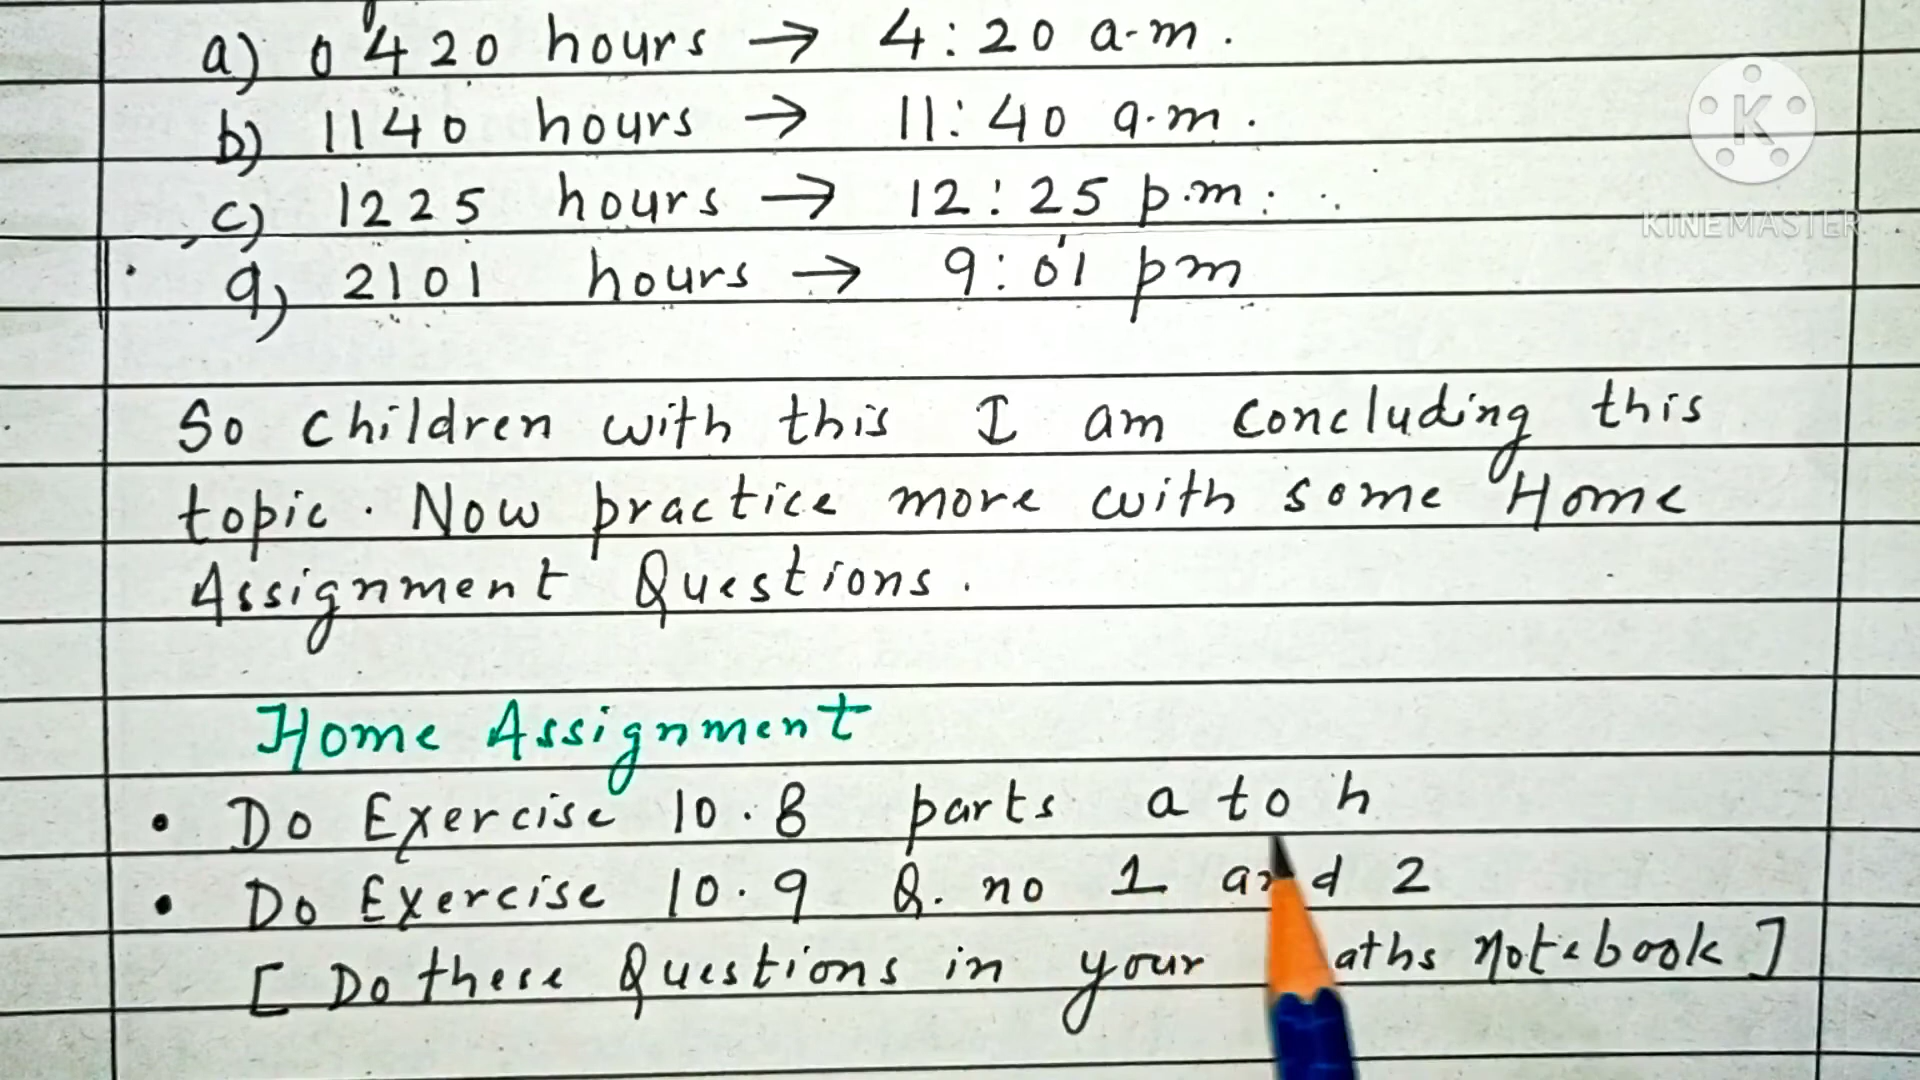 a) 0420 hours → 4:20 a.m.
b) 1140 hours → 11:40 a.m.
c) 1225 hours → 12:25 p.m.
d) 2101 hours → 9:01 pm
So children with this I am concluding this
topic. Now practice more with some Home
Assignment Questions.
Home Assignment
• Do Exercise 10.8 parts a to h
• Do Exercise 10.9 Q. no 1 and 2
[Do these Questions in your aths notebook]
K
KINEMASTER